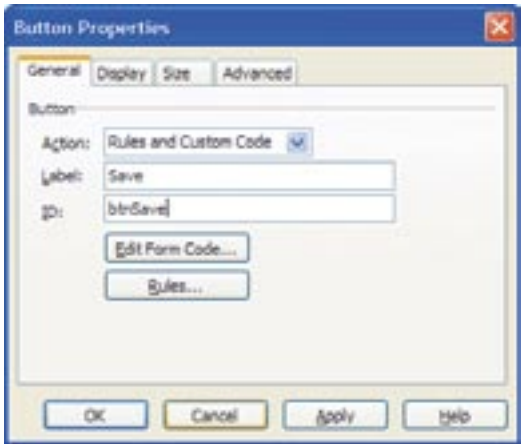 Button Properties
General Display Size Advanced
Button
Action: Rules and Custom Code
Label: Save
ID: btnSave
Edit Form Code...
Rules...
OK Cancel Apply Help